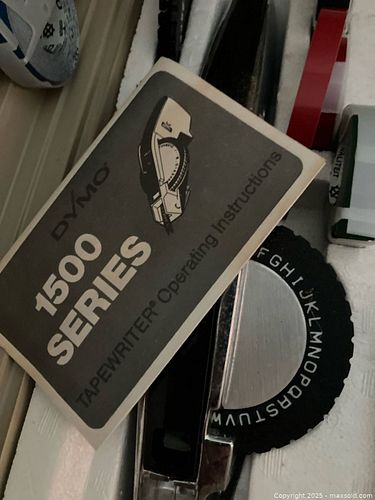 DYMO
1500
SERIES
TAPEWRITER® Operating Instructions
FGHIJKLMNOPQRSTUVW
Copyright 2025 - maxsold.com